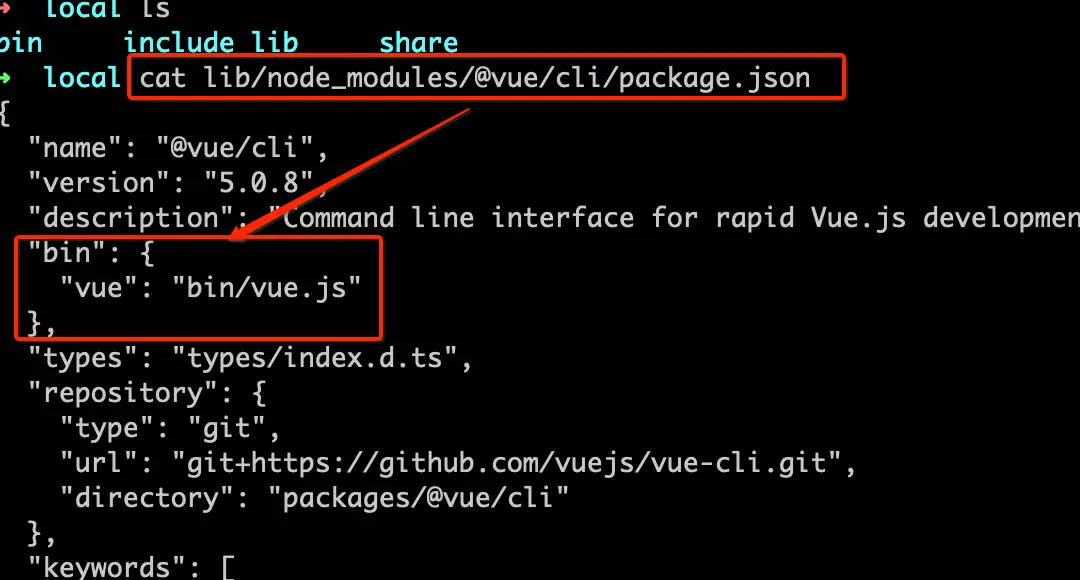 → local ls
bin include lib share
→ local cat lib/node_modules/@vue/cli/package.json
{
"name": "@vue/cli",
"version": "5.0.8",
"description": "Command line interface for rapid Vue.js developmen
"bin": {
"vue": "bin/vue.js"
},
"types": "types/index.d.ts",
"repository": {
"type": "git",
"url": "git+https://github.com/vuejs/vue-cli.git",
"directory": "packages/@vue/cli"
},
"keywords": [